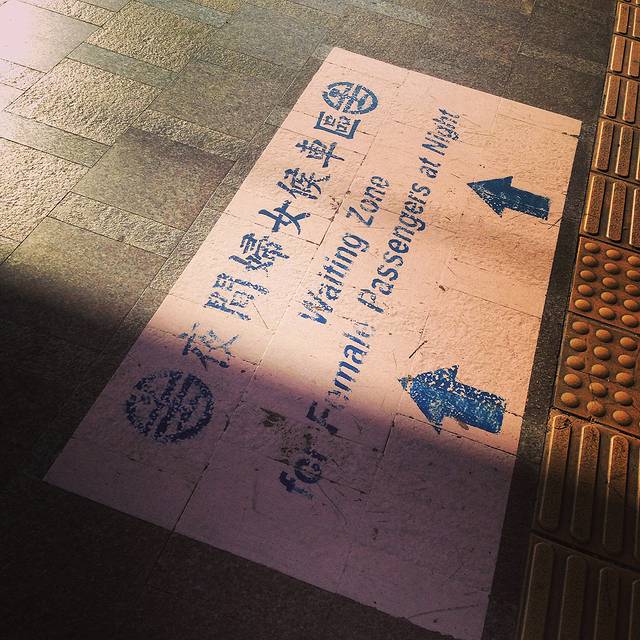 夜間婦女候車區
Waiting Zone
for Female Passengers at Night